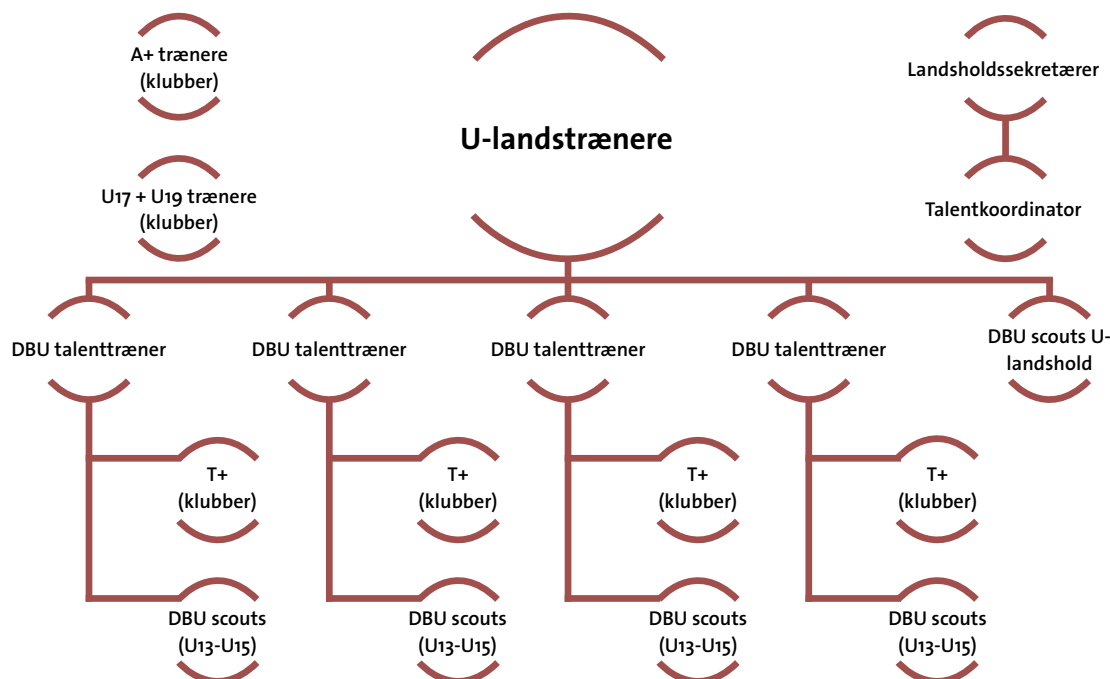 A+ trænere
(klubber)
Landsholdssekretærer
U-landstrænere
U17 + U19 trænere
(klubber)
Talentkoordinator
DBU talenttræner
DBU talenttræner
DBU talenttræner
DBU talenttræner
DBU scouts U-
landshold
T+
(klubber)
T+
(klubber)
T+
(klubber)
T+
(klubber)
DBU scouts
(U13-U15)
DBU scouts
(U13-U15)
DBU scouts
(U13-U15)
DBU scouts
(U13-U15)